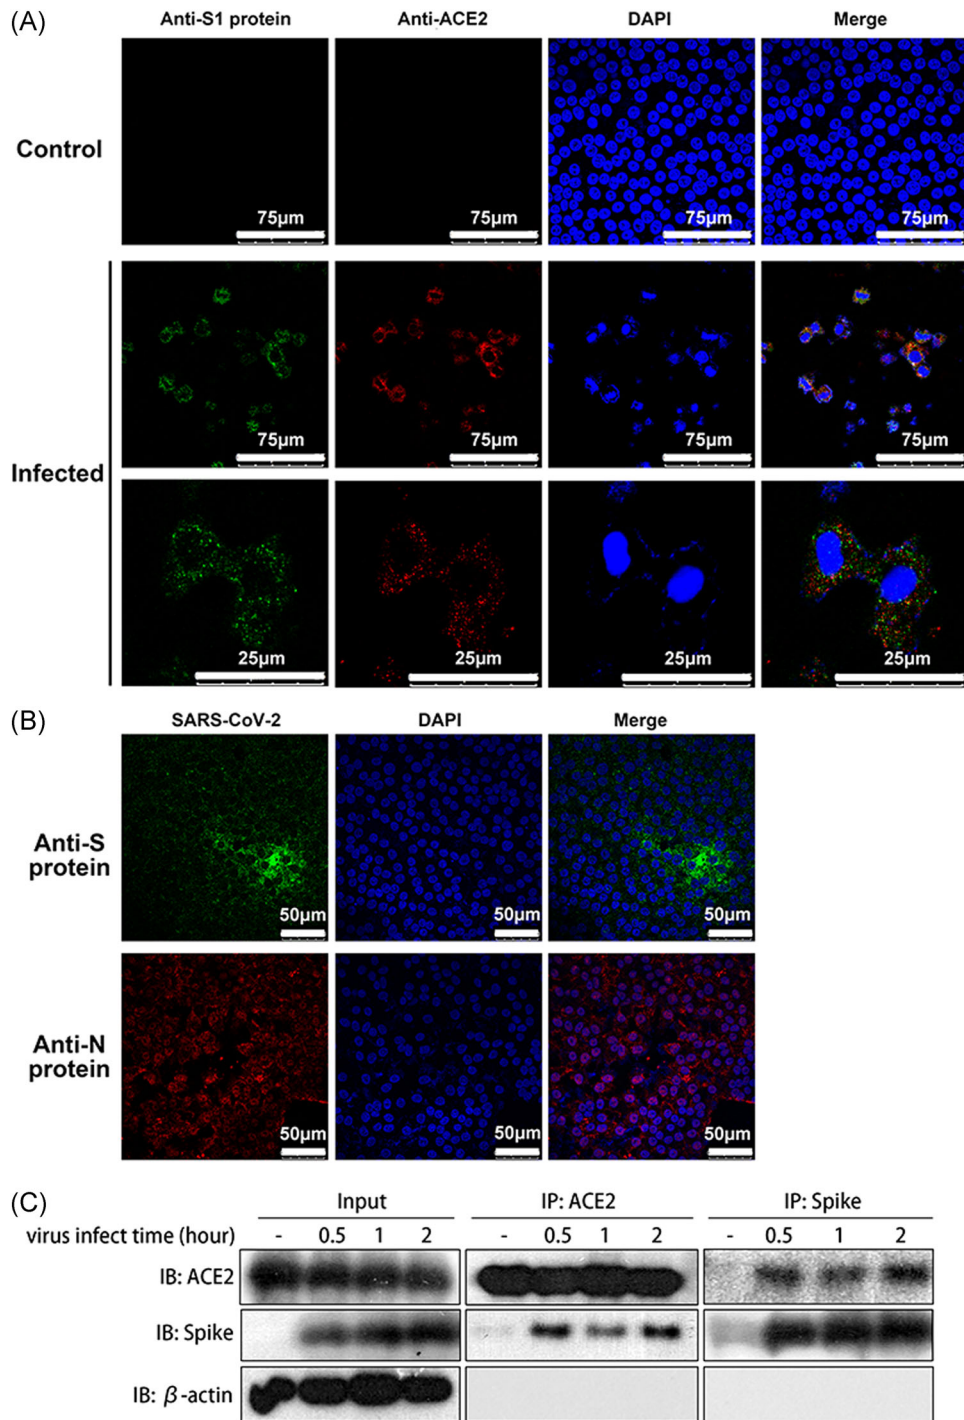 (A)
Anti-S1 protein Anti-ACE2 DAPI Merge
Control
75µm 75µm 75µm 75µm
Infected
75µm 75µm 75µm 75µm
25µm 25µm 25µm 25µm
(B)
SARS-CoV-2 DAPI Merge
Anti-S
protein
50µm 50µm 50µm
Anti-N
protein
50µm 50µm 50µm
(C)
Input IP: ACE2 IP: Spike
virus infect time (hour) - 0.5 1 2 - 0.5 1 2 - 0.5 1 2
IB: ACE2
IB: Spike
IB: β-actin